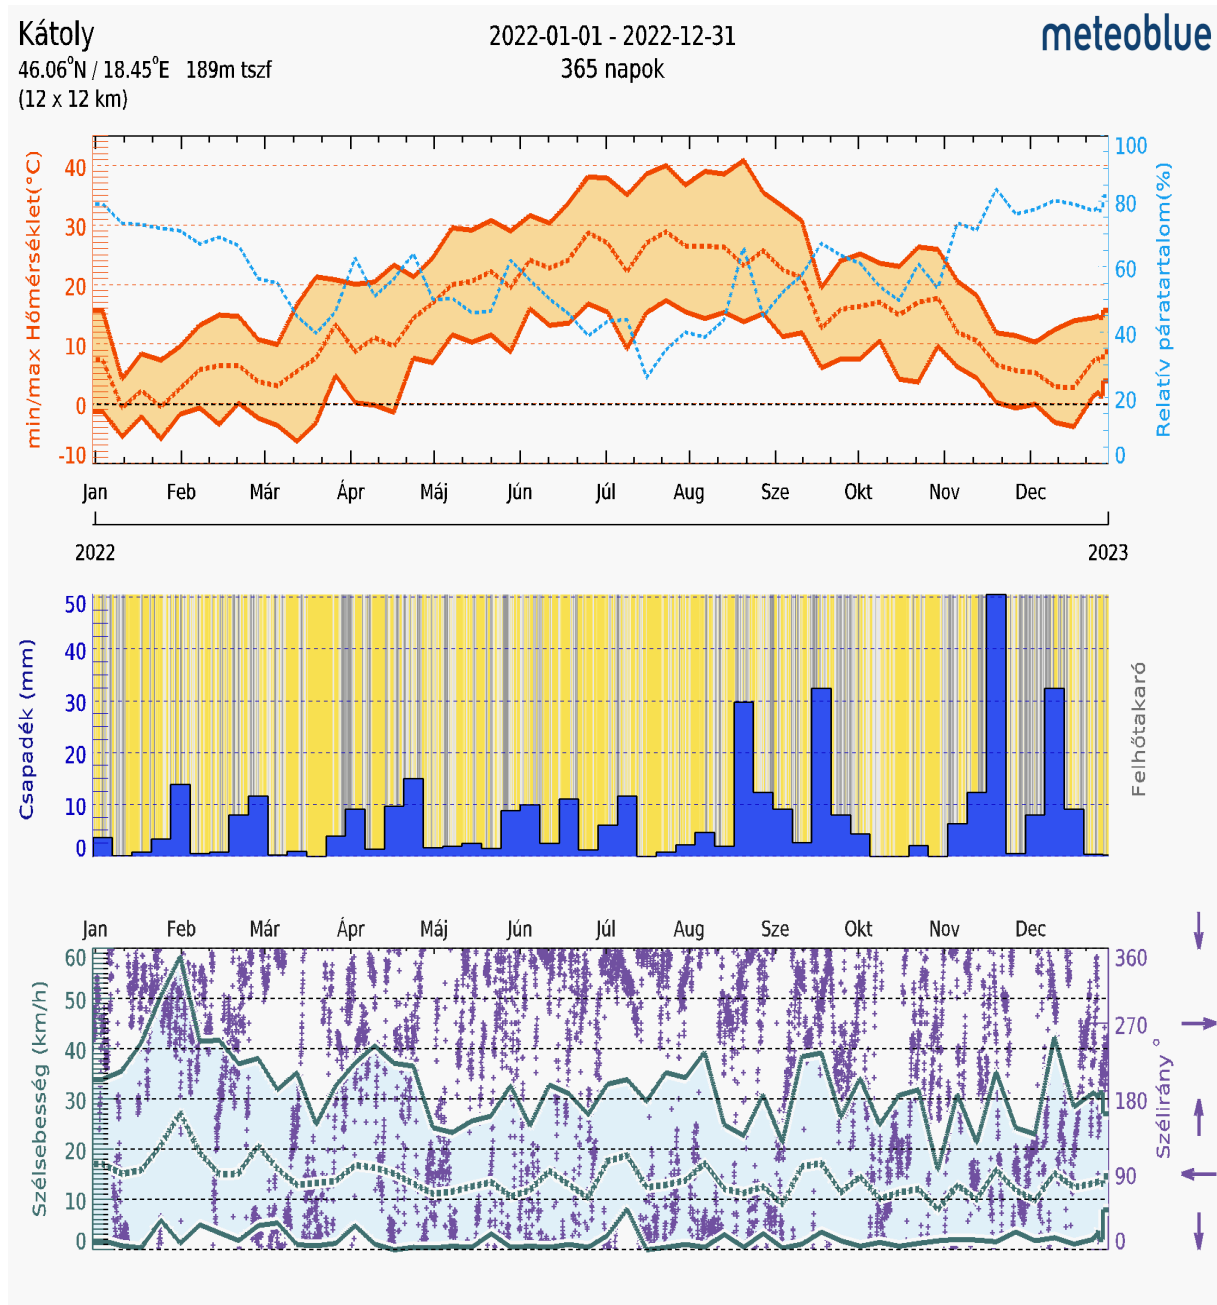 Kátoly
46.06°N / 18.45°E 189m tszf
(12 x 12 km)
2022-01-01 - 2022-12-31
365 napok
meteoblue
min/max Hőmérséklet(°C)
40
30
20
10
0
-10
Relatív páratartalom(%)
100
80
60
40
20
0
Jan Feb Már Ápr Máj Jún Júl Aug Sze Okt Nov Dec
2022 2023
Csapadék (mm)
50
40
30
20
10
0
Felhőtakaró
Jan Feb Már Ápr Máj Jún Júl Aug Sze Okt Nov Dec
Szélsebesség (km/h)
60
50
40
30
20
10
0
Szélirány °
360
270
180
90
0